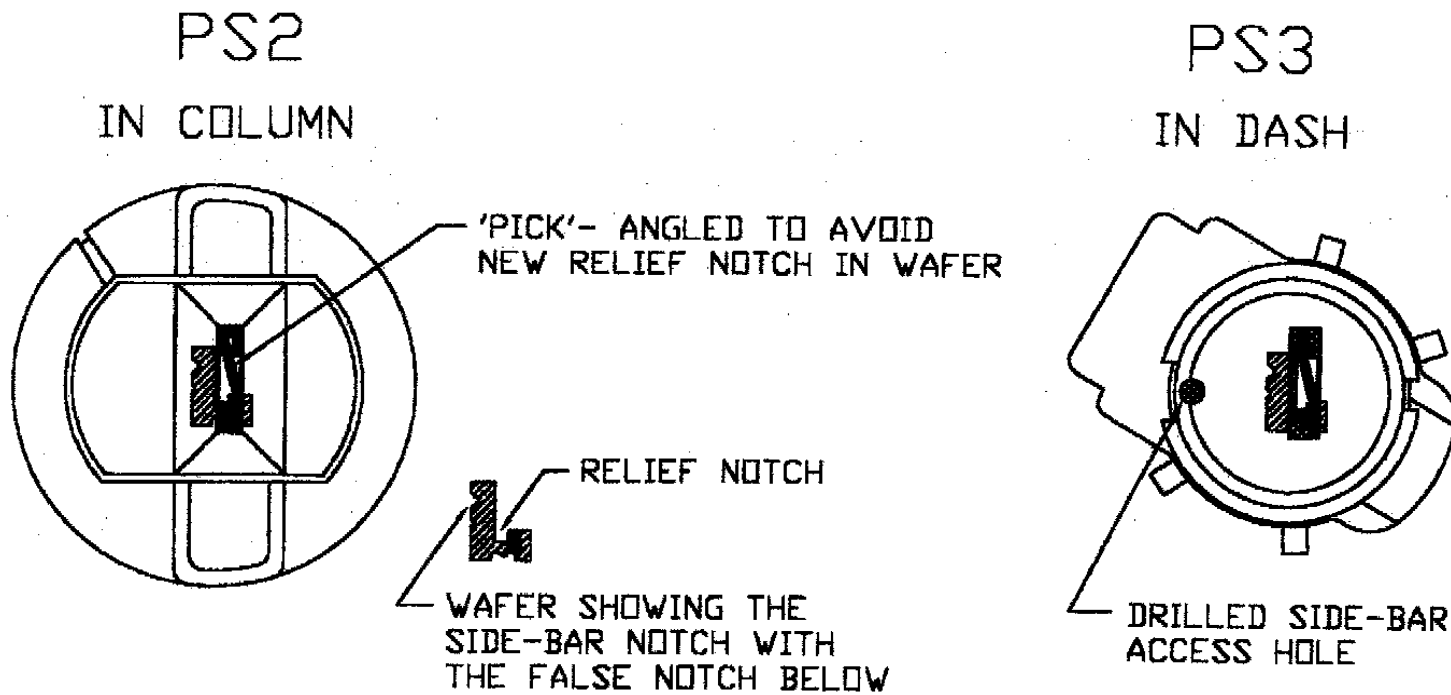 PS2
IN COLUMN
PS3
IN DASH
'PICK'- ANGLED TO AVOID
NEW RELIEF NOTCH IN WAFER
RELIEF NOTCH
WAFER SHOWING THE
SIDE-BAR NOTCH WITH
THE FALSE NOTCH BELOW
DRILLED SIDE-BAR
ACCESS HOLE